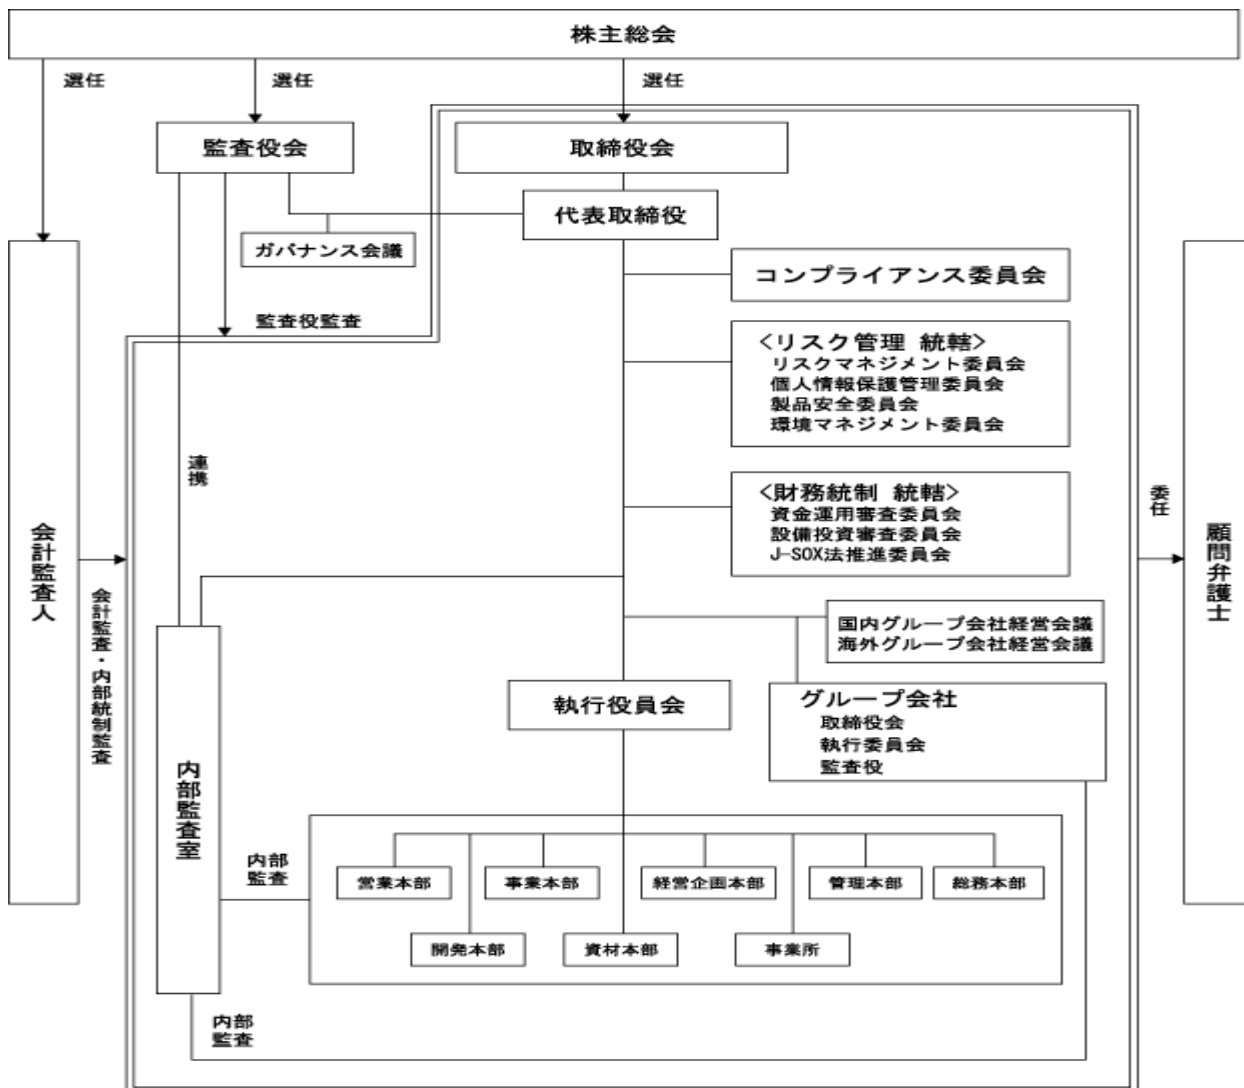 株主総会
選任
選任
選任
監査役会
取締役会
代表取締役
ガバナンス会議
コンプライアンス委員会
監査役監査
<リスク管理 統轄>
リスクマネジメント委員会
個人情報保護管理委員会
製品安全委員会
環境マネジメント委員会
連携
<財務統制 統轄>
資金運用審査委員会
設備投資審査委員会
J-SOX法推進委員会
委任
会計監査人
顧問弁護士
会計監査・内部統制監査
国内グループ会社経営会議
海外グループ会社経営会議
執行役員会
グループ会社
取締役会
執行委員会
監査役
内部監査室
内部
監査
営業本部
事業本部
経営企画本部
管理本部
総務本部
開発本部
資材本部
事業所
内部
監査